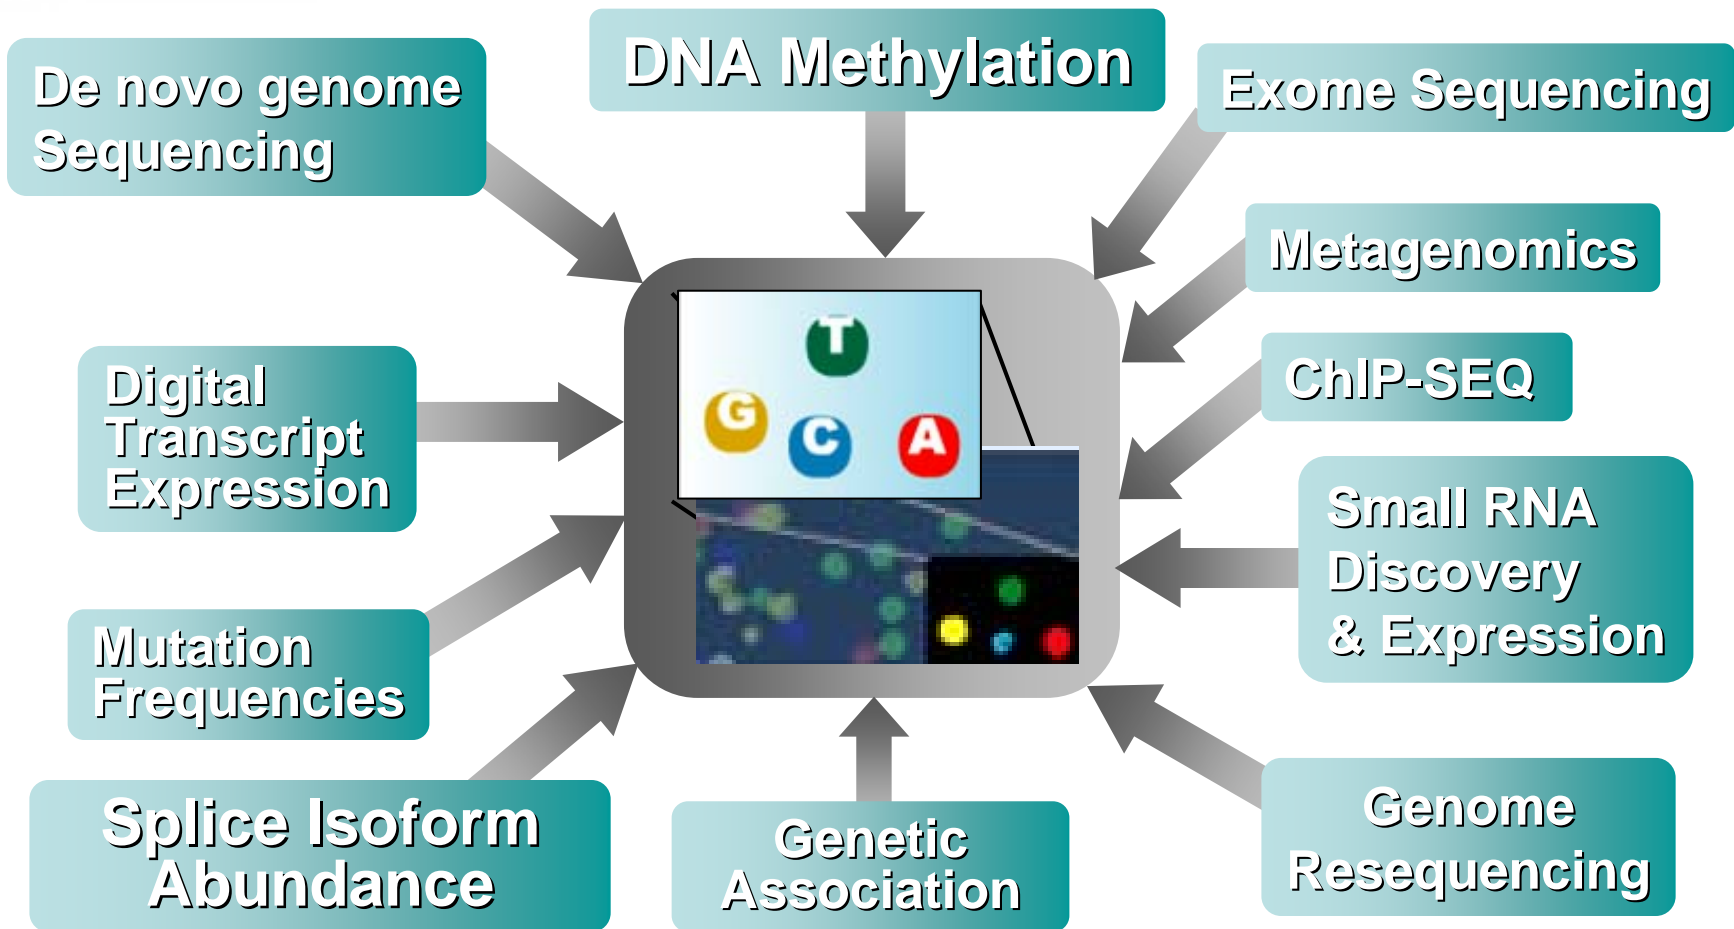 De novo genome
Sequencing
DNA Methylation
Exome Sequencing
Metagenomics
Digital
Transcript
Expression
T
G
C
A
ChIP-SEQ
Small RNA
Discovery
& Expression
Mutation
Frequencies
Splice Isoform
Abundance
Genetic
Association
Genome
Resequencing